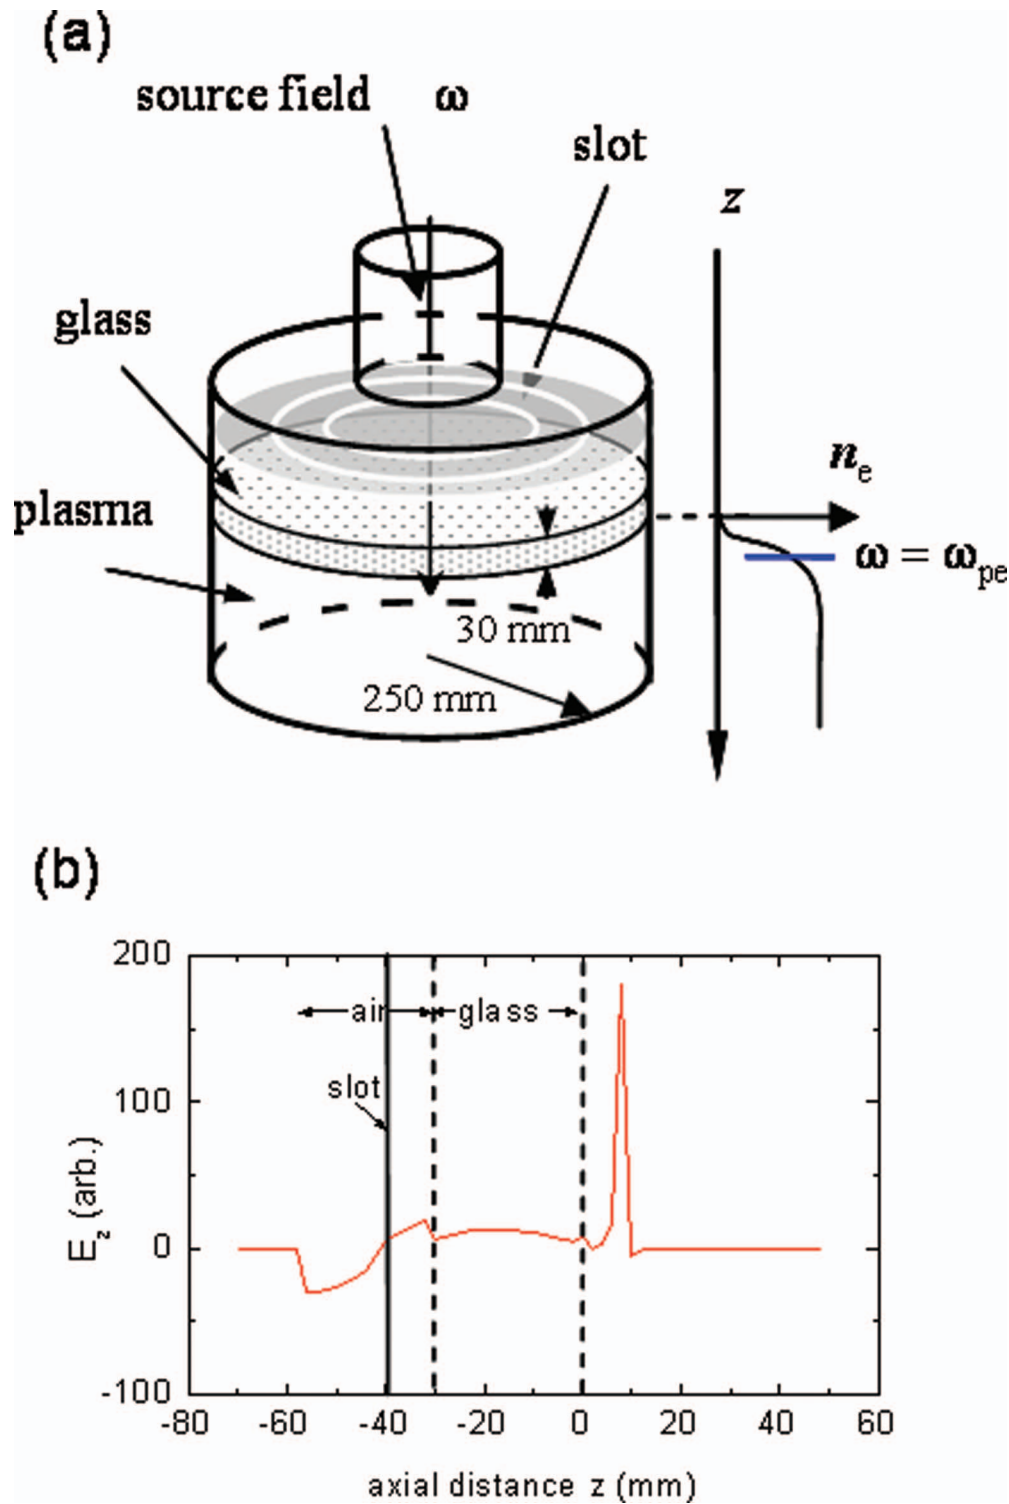 (a)
source field ω
slot
z
glass
n_e
plasma
ω = ω_pe
30 mm
250 mm
(b)
200
air
glass
slot
100
E_z (arb.)
0
-100
-80 -60 -40 -20 0 20 40 60
axial distance z (mm)